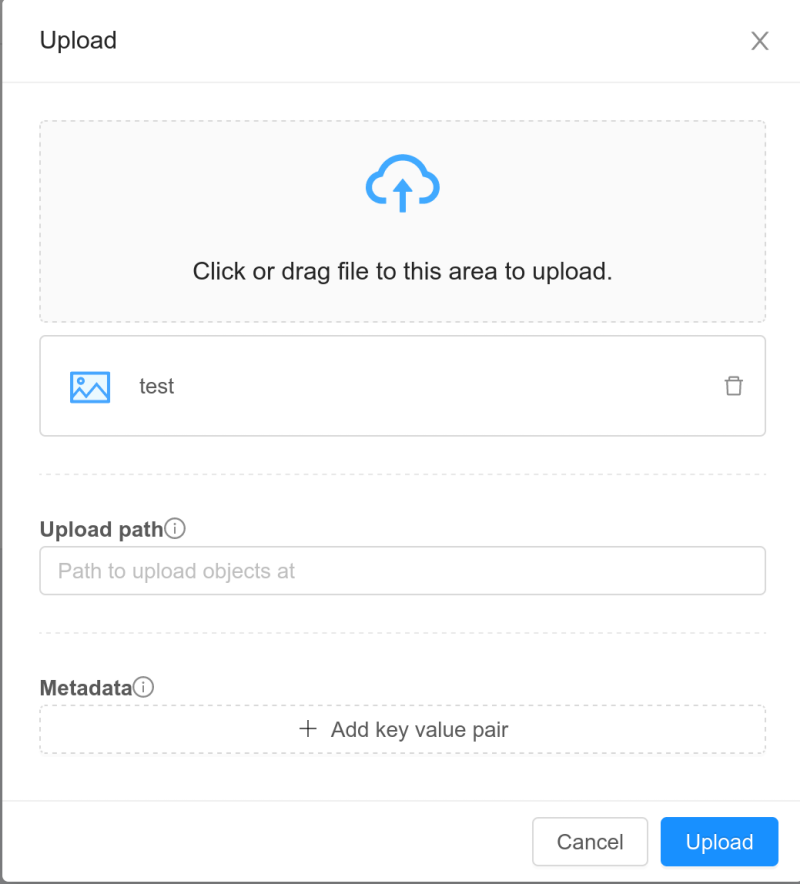 Upload
Click or drag file to this area to upload.
test
Upload path
Path to upload objects at
Metadata
+ Add key value pair
Cancel
Upload